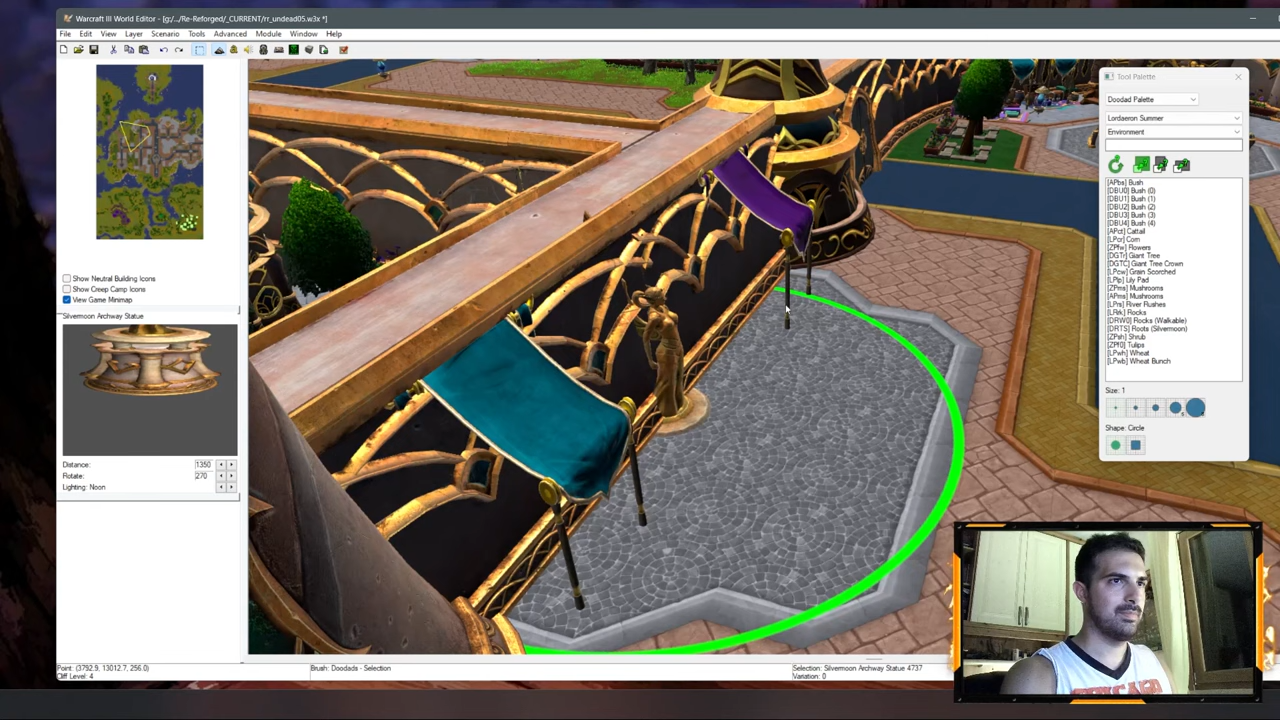 Warcraft III World Editor - [g:/../Re-Reforged/_CURRENT/rr_undead05.w3x *]
File Edit View Layer Scenario Tools Advanced Module Window Help
Show Neutral Building Icons
Show Creep Camp Icons
View Game Minimap
Silvermoon Archway Statue
Distance: 1350
Rotate: 270
Lighting: Noon
Tool Palette
Doodad Palette
Lordaeron Summer
Environment
[APbs] Bush
[DBU0] Bush (0)
[DBU1] Bush (1)
[DBU2] Bush (2)
[DBU3] Bush (3)
[DBU4] Bush (4)
[APct] Cattail
[LPcr] Corn
[ZPfw] Flowers
[DGTr] Giant Tree
[DGTC] Giant Tree Crown
[LPcw] Grain Scorched
[LPlp] Lily Pad
[ZPms] Mushrooms
[APms] Mushrooms
[LPrs] River Rushes
[LRrk] Rocks
[DRW0] Rocks (Walkable)
[DRTS] Roots (Silvermoon)
[ZPsh] Shrub
[ZPf0] Tulips
[LPwh] Wheat
[LPwb] Wheat Bunch
Size: 1
Shape: Circle
Point: (3792.9, 13012.7, 256.0)
Cliff Level: 4
Brush: Doodads - Selection
Selection: Silvermoon Archway Statue 4737
Variation: 0